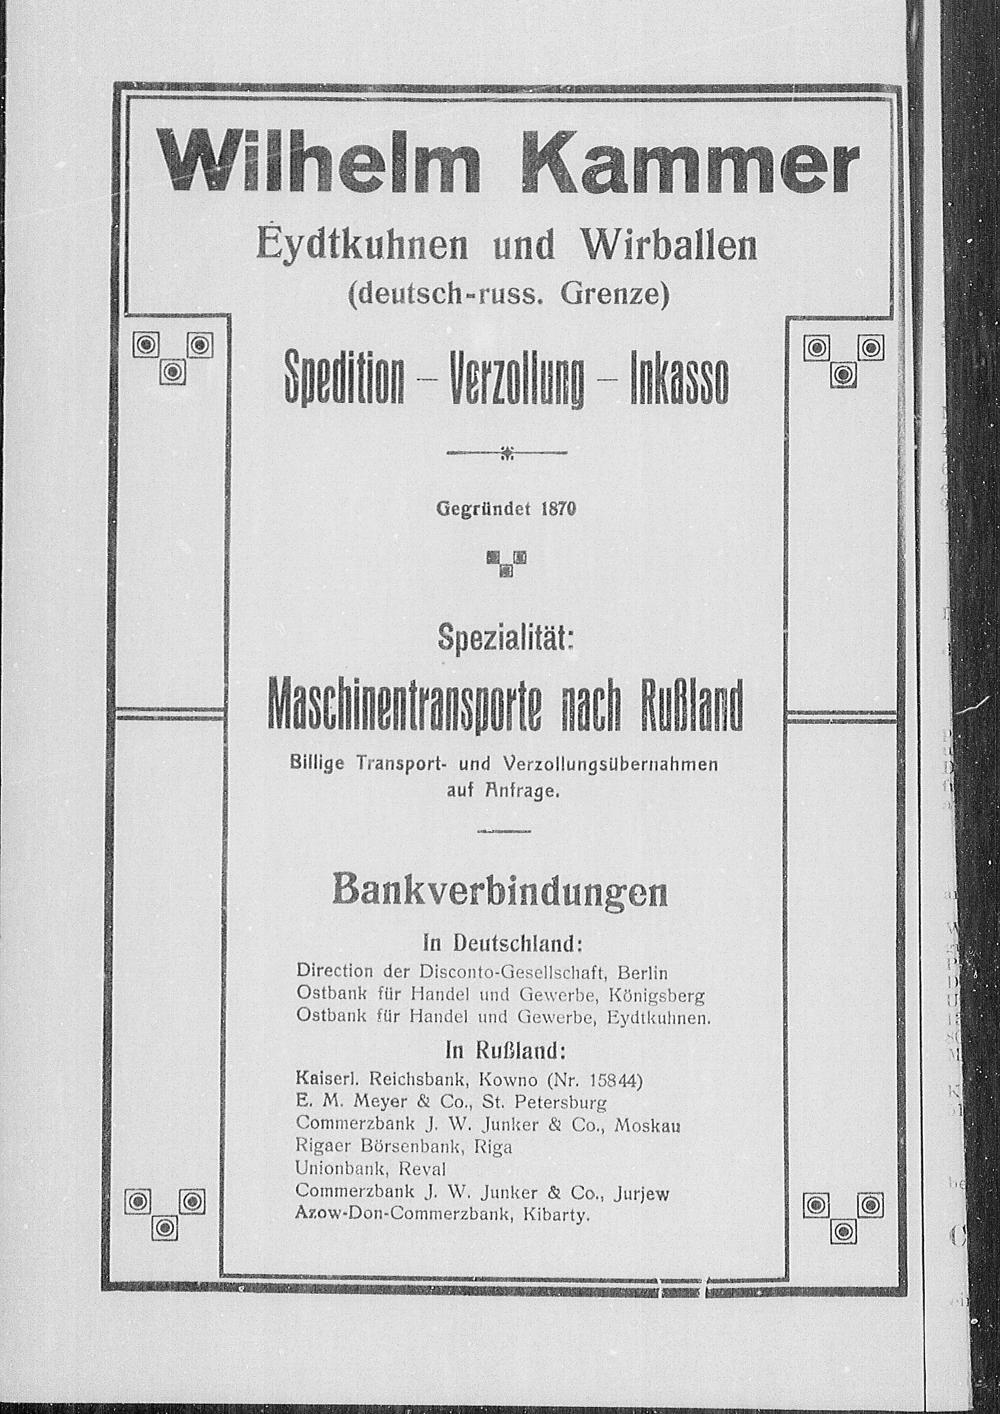 Wilhelm Kammer
Eydtkuhnen und Wirballen
(deutsch-russ. Grenze)
Spedition – Verzollung – Inkasso
Gegründet 1870
Spezialität:
Maschinentransporte nach Rußland
Billige Transport- und Verzollungsübernahmen
auf Anfrage.
Bankverbindungen
In Deutschland:
Direction der Disconto-Gesellschaft, Berlin
Ostbank für Handel und Gewerbe, Königsberg
Ostbank für Handel und Gewerbe, Eydtkuhnen.
In Rußland:
Kaiserl. Reichsbank, Kowno (Nr. 15844)
E. M. Meyer & Co., St. Petersburg
Commerzbank J. W. Junker & Co., Moskau
Rigaer Börsenbank, Riga
Unionbank, Reval
Commerzbank J. W. Junker & Co., Jurjew
Azow-Don-Commerzbank, Kibarty.